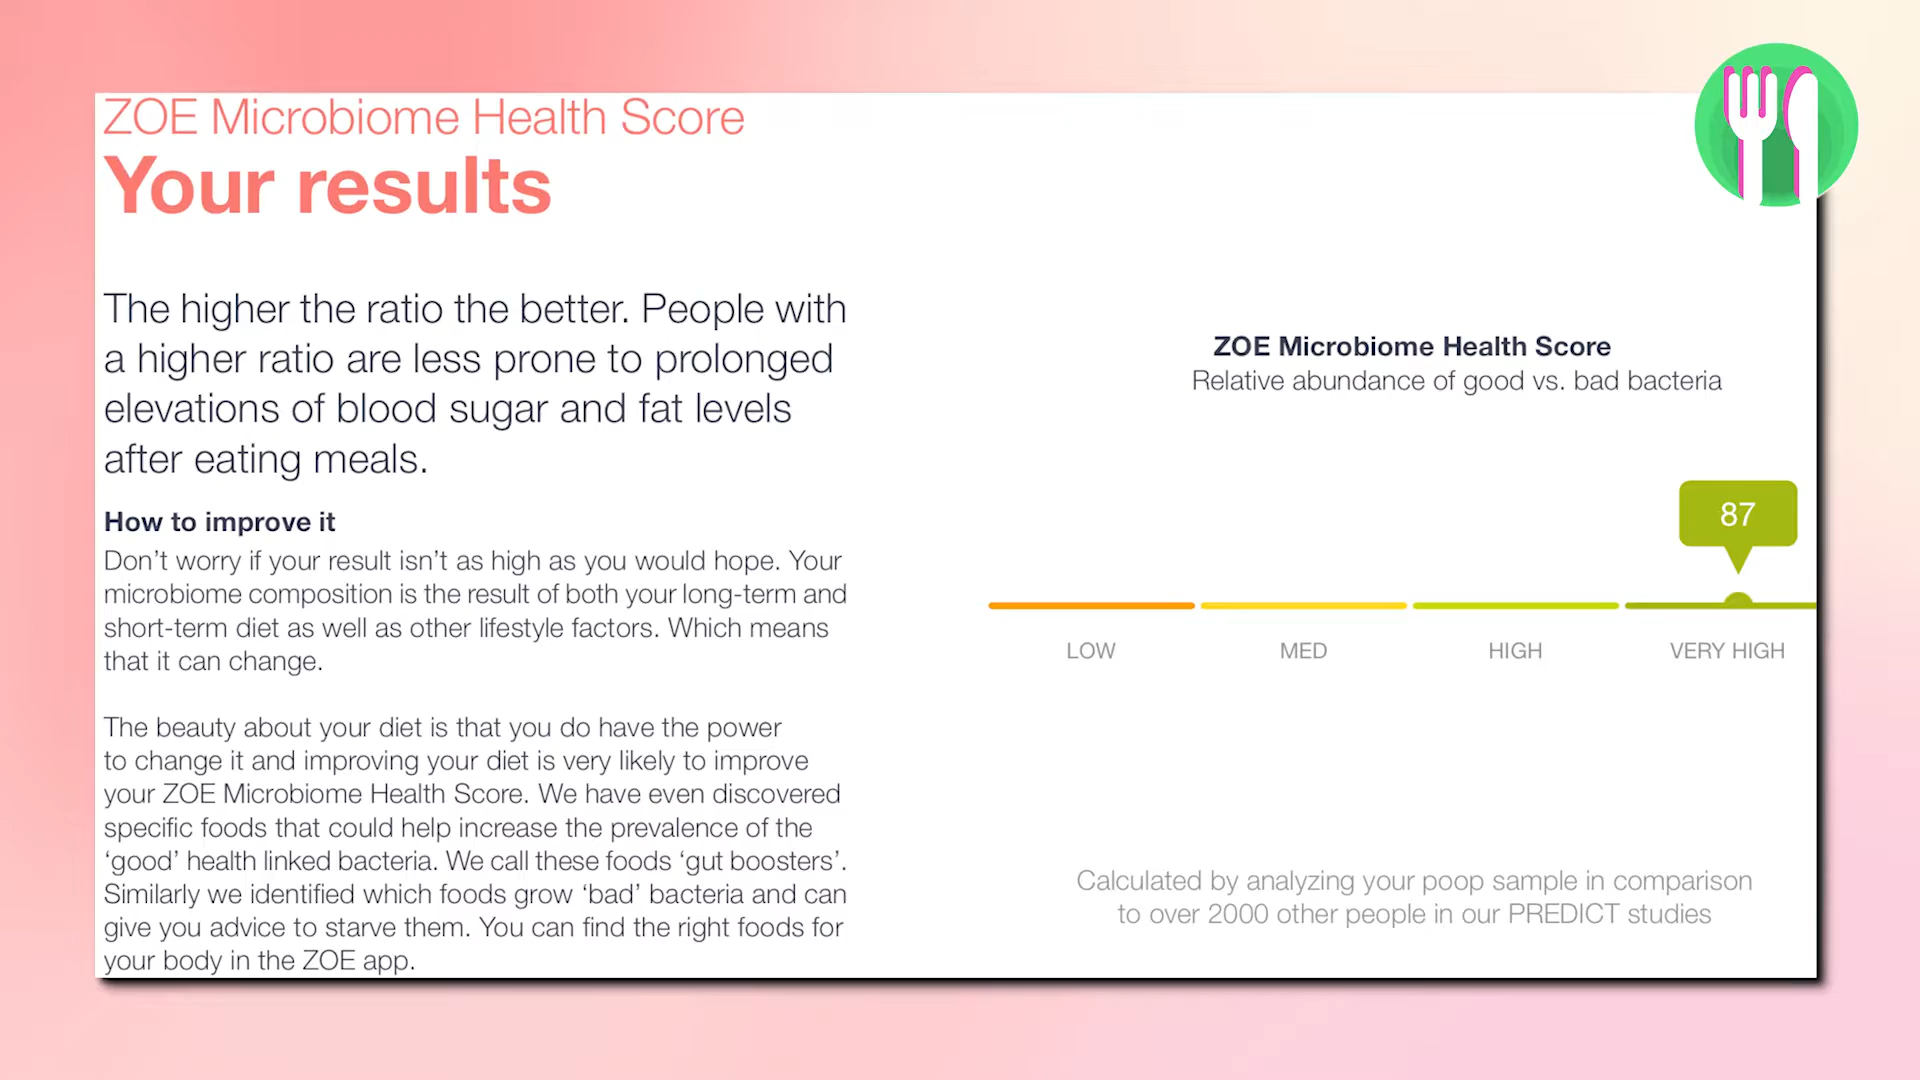 ZOE Microbiome Health Score
Your results
The higher the ratio the better. People with
a higher ratio are less prone to prolonged
elevations of blood sugar and fat levels
after eating meals.
How to improve it
Don’t worry if your result isn’t as high as you would hope. Your
microbiome composition is the result of both your long-term and
short-term diet as well as other lifestyle factors. Which means
that it can change.
The beauty about your diet is that you do have the power
to change it and improving your diet is very likely to improve
your ZOE Microbiome Health Score. We have even discovered
specific foods that could help increase the prevalence of the
‘good’ health linked bacteria. We call these foods ‘gut boosters’.
Similarly we identified which foods grow ‘bad’ bacteria and can
give you advice to starve them. You can find the right foods for
your body in the ZOE app.
ZOE Microbiome Health Score
Relative abundance of good vs. bad bacteria
87
LOW MED HIGH VERY HIGH
Calculated by analyzing your poop sample in comparison
to over 2000 other people in our PREDICT studies